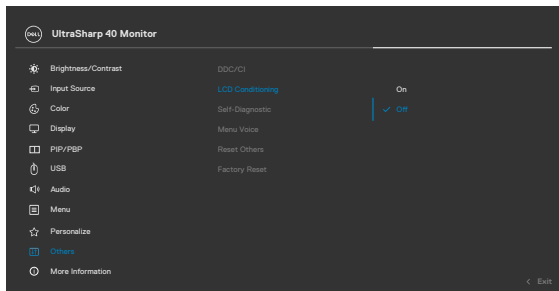 DELL
UltraSharp 40 Monitor
Brightness/Contrast
Input Source
Color
Display
PIP/PBP
USB
Audio
Menu
Personalize
Others
More Information
DDC/CI
LCD Conditioning
Self-Diagnostic
Menu Voice
Reset Others
Factory Reset
On
Off
Exit